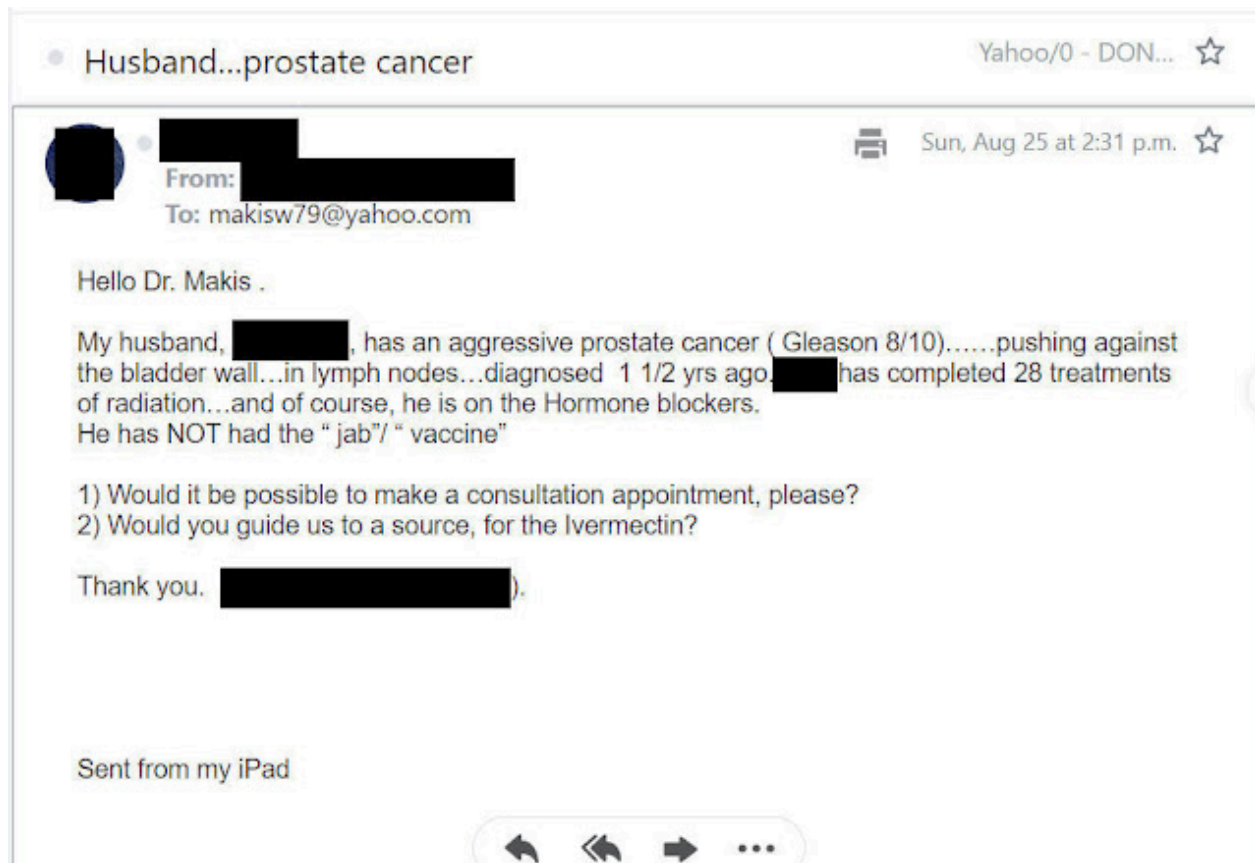 Husband...prostate cancer
Yahoo/0 - DON...
Sun, Aug 25 at 2:31 p.m.
From:
To: makisw79@yahoo.com
Hello Dr. Makis .
My husband, , has an aggressive prostate cancer ( Gleason 8/10)......pushing against
the bladder wall...in lymph nodes...diagnosed 1 1/2 yrs ago. has completed 28 treatments
of radiation...and of course, he is on the Hormone blockers.
He has NOT had the “ jab”/ “ vaccine”
1) Would it be possible to make a consultation appointment, please?
2) Would you guide us to a source, for the Ivermectin?
Thank you. ).
Sent from my iPad